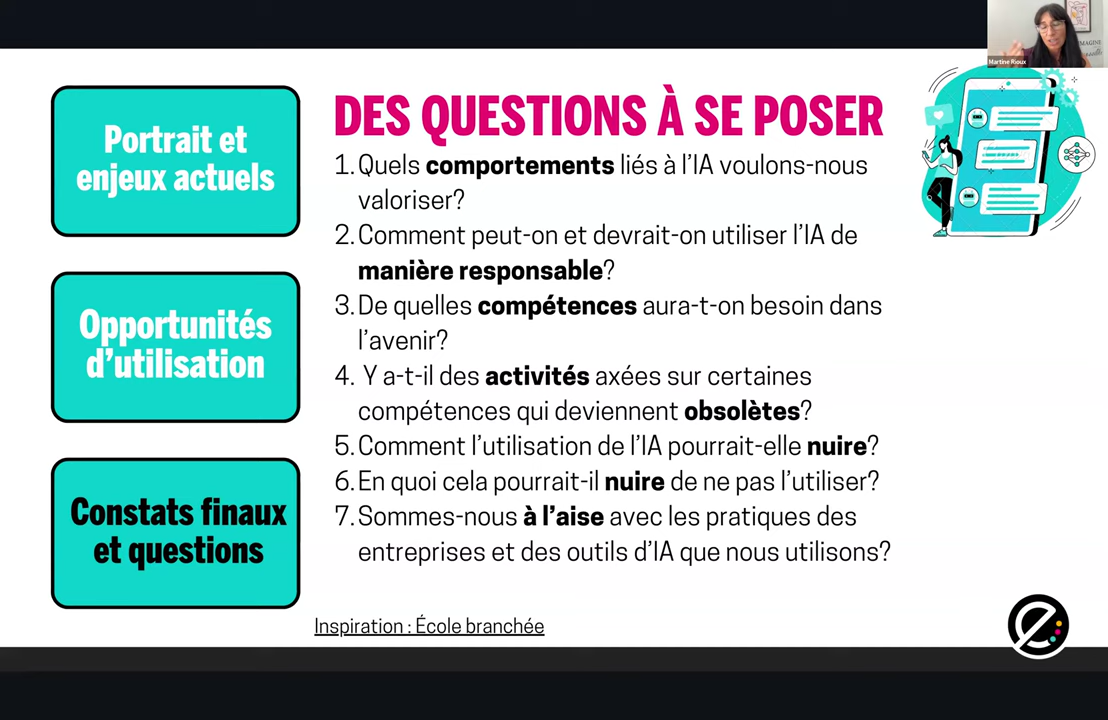 Martine Rioux
Portrait et
enjeux actuels
Opportunités
d'utilisation
Constats finaux
et questions
DES QUESTIONS À SE POSER
1. Quels comportements liés à l'IA voulons-nous
valoriser?
2. Comment peut-on et devrait-on utiliser l'IA de
manière responsable?
3. De quelles compétences aura-t-on besoin dans
l'avenir?
4. Y a-t-il des activités axées sur certaines
compétences qui deviennent obsolètes?
5. Comment l'utilisation de l'IA pourrait-elle nuire?
6. En quoi cela pourrait-il nuire de ne pas l'utiliser?
7. Sommes-nous à l'aise avec les pratiques des
entreprises et des outils d'IA que nous utilisons?
Inspiration : École branchée